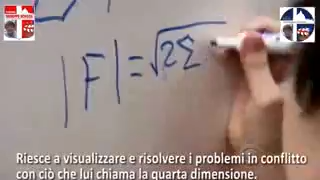 |F|=√2Σ
Riesce a visualizzare e risolvere i problemi in conflitto
con ciò che lui chiama la quarta dimensione.